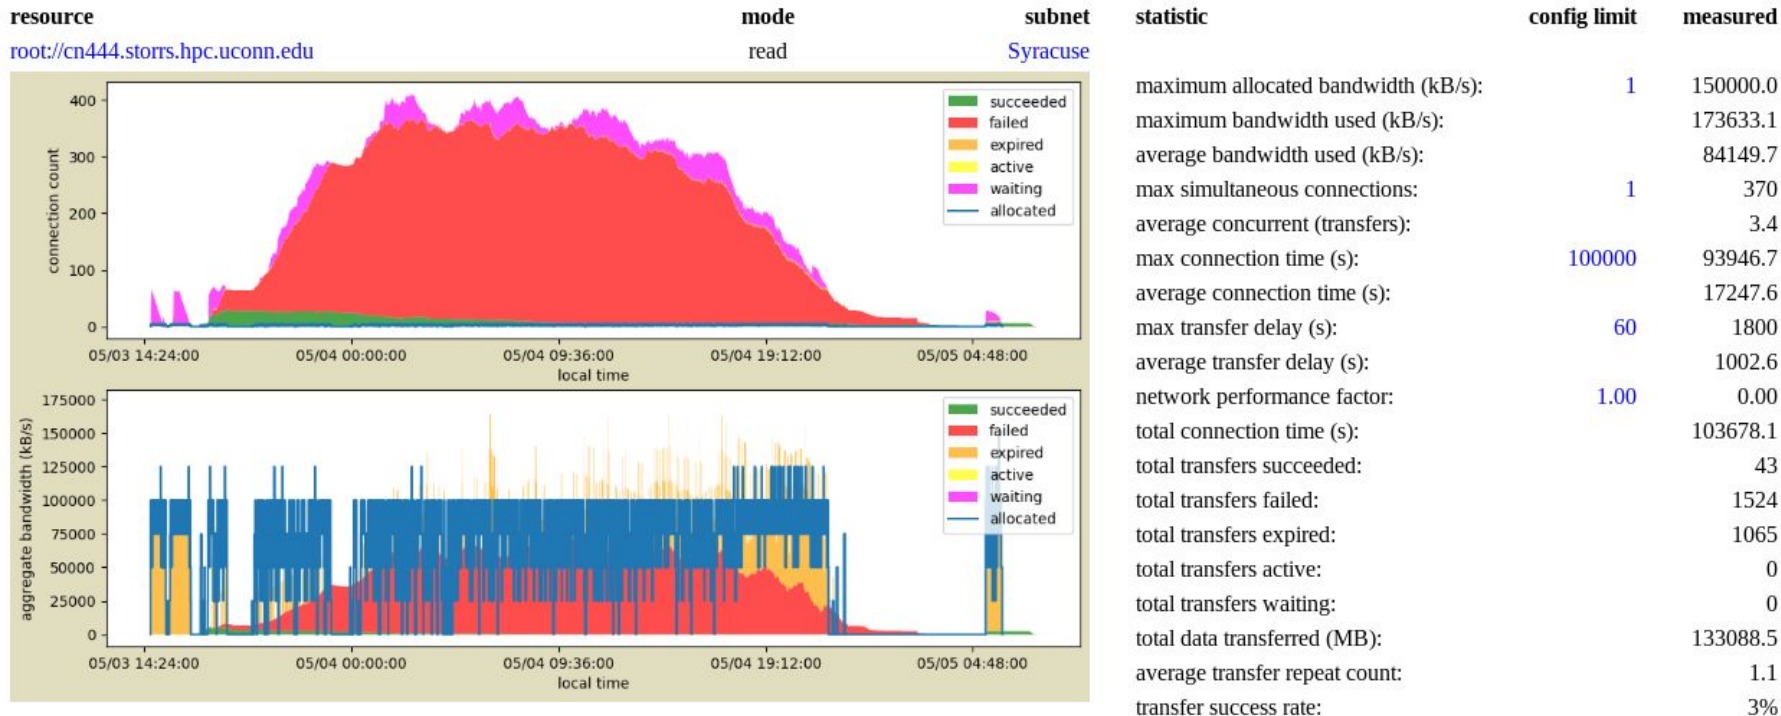 resource mode subnet
root://cn444.storrs.hpc.uconn.edu read Syracuse
400
300
200
100
0
connection count
succeeded
failed
expired
active
waiting
allocated
05/03 14:24:00 05/04 00:00:00 05/04 09:36:00 05/04 19:12:00 05/05 04:48:00
local time
175000
150000
125000
100000
75000
50000
25000
0
aggregate bandwidth (kB/s)
succeeded
failed
expired
active
waiting
allocated
05/03 14:24:00 05/04 00:00:00 05/04 09:36:00 05/04 19:12:00 05/05 04:48:00
local time
statistic config limit measured
maximum allocated bandwidth (kB/s): 1 150000.0
maximum bandwidth used (kB/s): 173633.1
average bandwidth used (kB/s): 84149.7
max simultaneous connections: 1 370
average concurrent (transfers): 3.4
max connection time (s): 100000 93946.7
average connection time (s): 17247.6
max transfer delay (s): 60 1800
average transfer delay (s): 1002.6
network performance factor: 1.00 0.00
total connection time (s): 103678.1
total transfers succeeded: 43
total transfers failed: 1524
total transfers expired: 1065
total transfers active: 0
total transfers waiting: 0
total data transferred (MB): 133088.5
average transfer repeat count: 1.1
transfer success rate: 3%